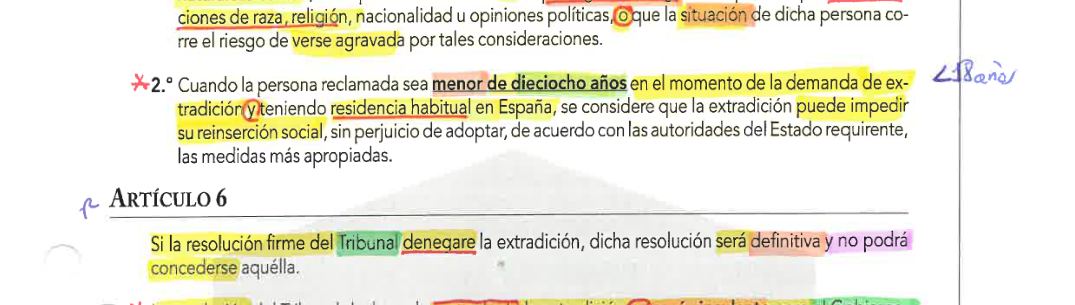 ciones de raza, religión, nacionalidad u opiniones políticas, o que la situación de dicha persona co-
rre el riesgo de verse agravada por tales consideraciones.
2.º Cuando la persona reclamada sea menor de dieciocho años en el momento de la demanda de ex-
tradición y teniendo residencia habitual en España, se considere que la extradición puede impedir
su reinserción social, sin perjuicio de adoptar, de acuerdo con las autoridades del Estado requirente,
las medidas más apropiadas.
<18 años
ARTÍCULO 6
Si la resolución firme del Tribunal denegare la extradición, dicha resolución será definitiva y no podrá
concederse aquélla.